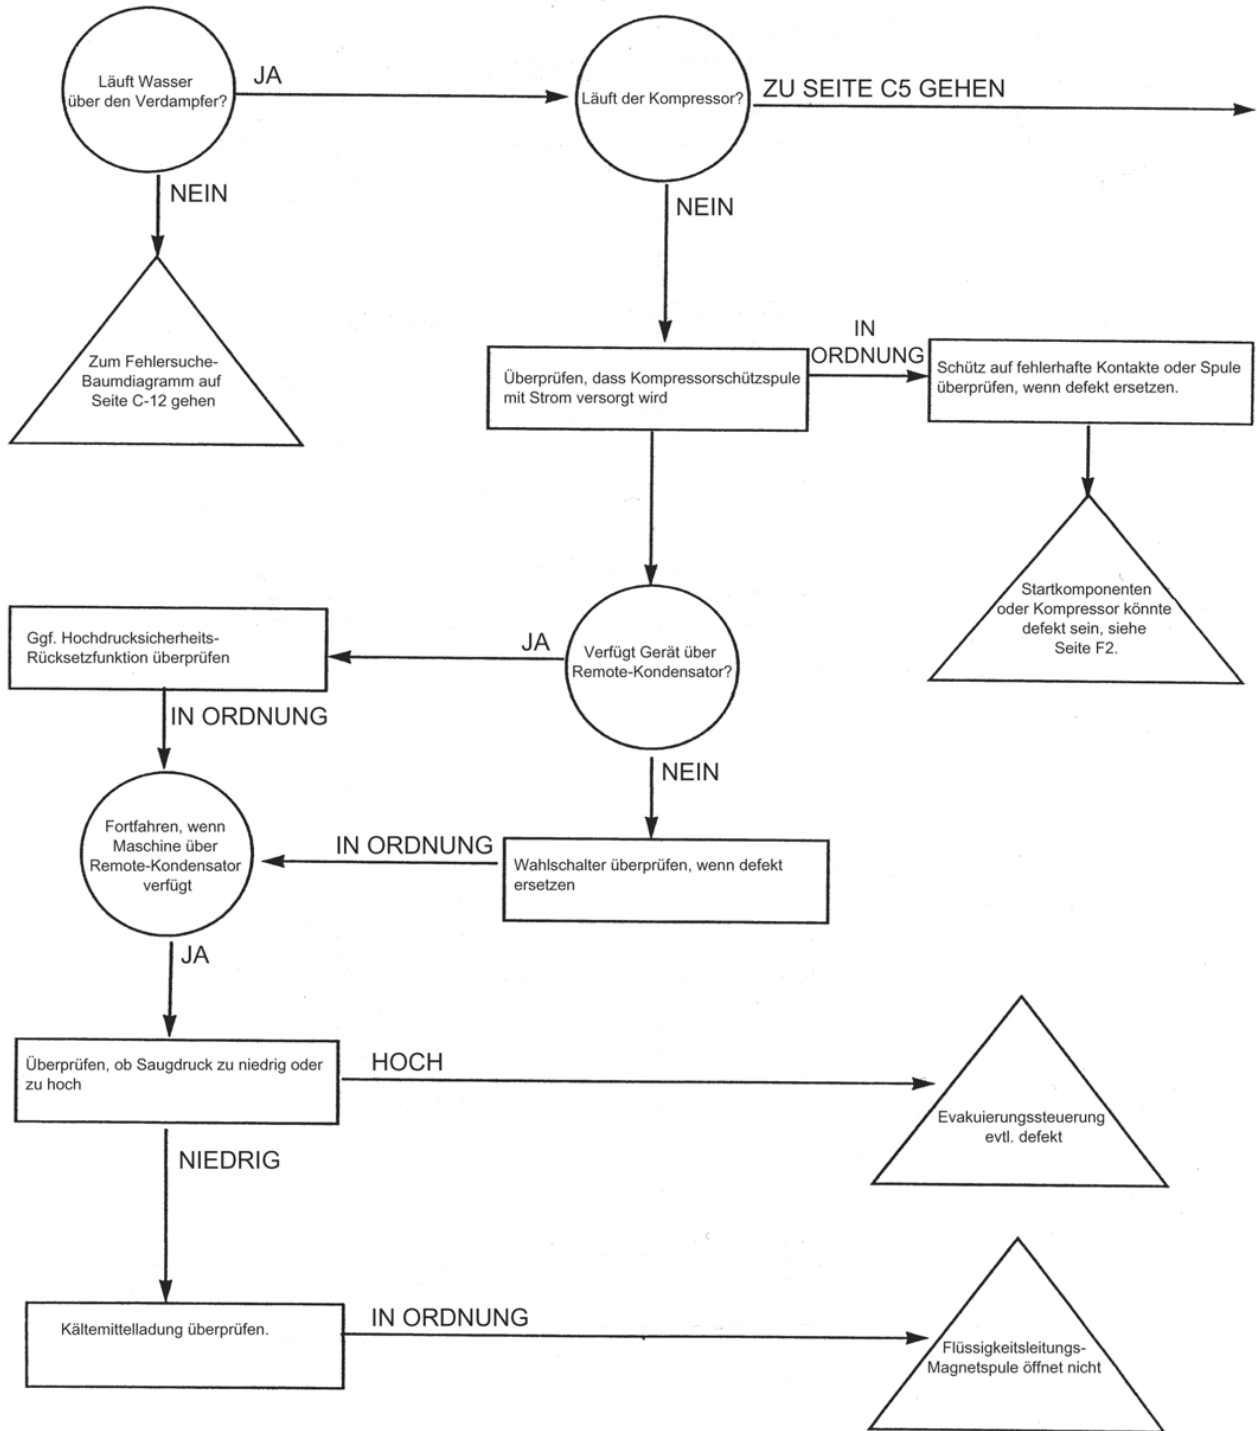 Läuft Wasser
über den Verdampfer?
JA
Läuft der Kompressor?
ZU SEITE C5 GEHEN
NEIN
NEIN
Zum Fehlersuche-
Baumdiagramm auf
Seite C-12 gehen
Überprüfen, dass Kompressorschützspule
mit Strom versorgt wird
IN
ORDNUNG
Schütz auf fehlerhafte Kontakte oder Spule
überprüfen, wenn defekt ersetzen.
Startkomponenten
oder Kompressor könnte
defekt sein, siehe
Seite F2.
Verfügt Gerät über
Remote-Kondensator?
JA
Ggf. Hochdrucksicherheits-
Rücksetzfunktion überprüfen
IN ORDNUNG
NEIN
Wahlschalter überprüfen, wenn defekt
ersetzen
IN ORDNUNG
Fortfahren, wenn
Maschine über
Remote-Kondensator
verfügt
JA
Überprüfen, ob Saugdruck zu niedrig oder
zu hoch
HOCH
Evakuierungssteuerung
evtl. defekt
NIEDRIG
Kältemittelladung überprüfen.
IN ORDNUNG
Flüssigkeitsleitungs-
Magnetspule öffnet nicht